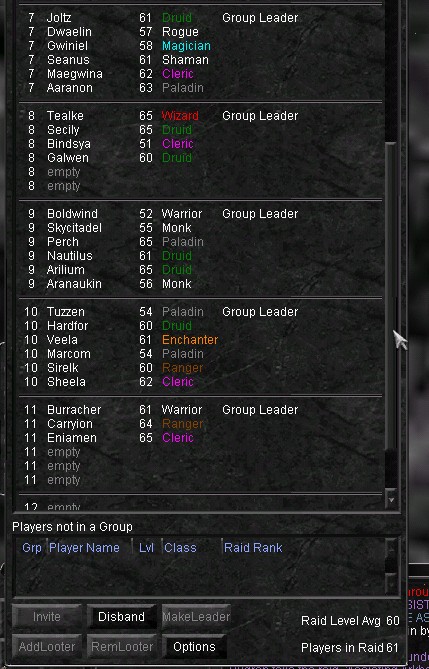 7 Joltz 61 Druid Group Leader
7 Dwaelin 57 Rogue
7 Gwiniel 58 Magician
7 Seanus 61 Shaman
7 Maegwina 62 Cleric
7 Aaranon 63 Paladin
8 Tealke 65 Wizard Group Leader
8 Secily 65 Druid
8 Bindsya 51 Cleric
8 Galwen 60 Druid
8 empty
8 empty
9 Boldwind 52 Warrior Group Leader
9 Skycitadel 55 Monk
9 Perch 65 Paladin
9 Nautilus 61 Druid
9 Arilium 65 Druid
9 Aranaukin 56 Monk
10 Tuzzen 54 Paladin Group Leader
10 Hardfor 60 Druid
10 Veela 61 Enchanter
10 Marcom 54 Paladin
10 Sirelk 60 Ranger
10 Sheela 62 Cleric
11 Burracher 61 Warrior Group Leader
11 Carryion 64 Ranger
11 Eniamen 65 Cleric
11 empty
11 empty
11 empty
12 empty
Players not in a Group
Grp Player Name Lvl Class Raid Rank
Invite Disband MakeLeader Raid Level Avg 60
AddLooter RemLooter Options Players in Raid 61